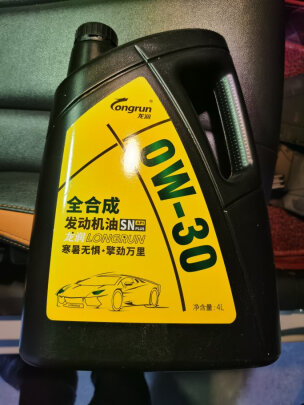 Longrun®
龙润
0W-30
全合成
发动机油 SN PLUS
龙润 LONGRUN
寒暑无惧·擎劲万里
净含量: 4L